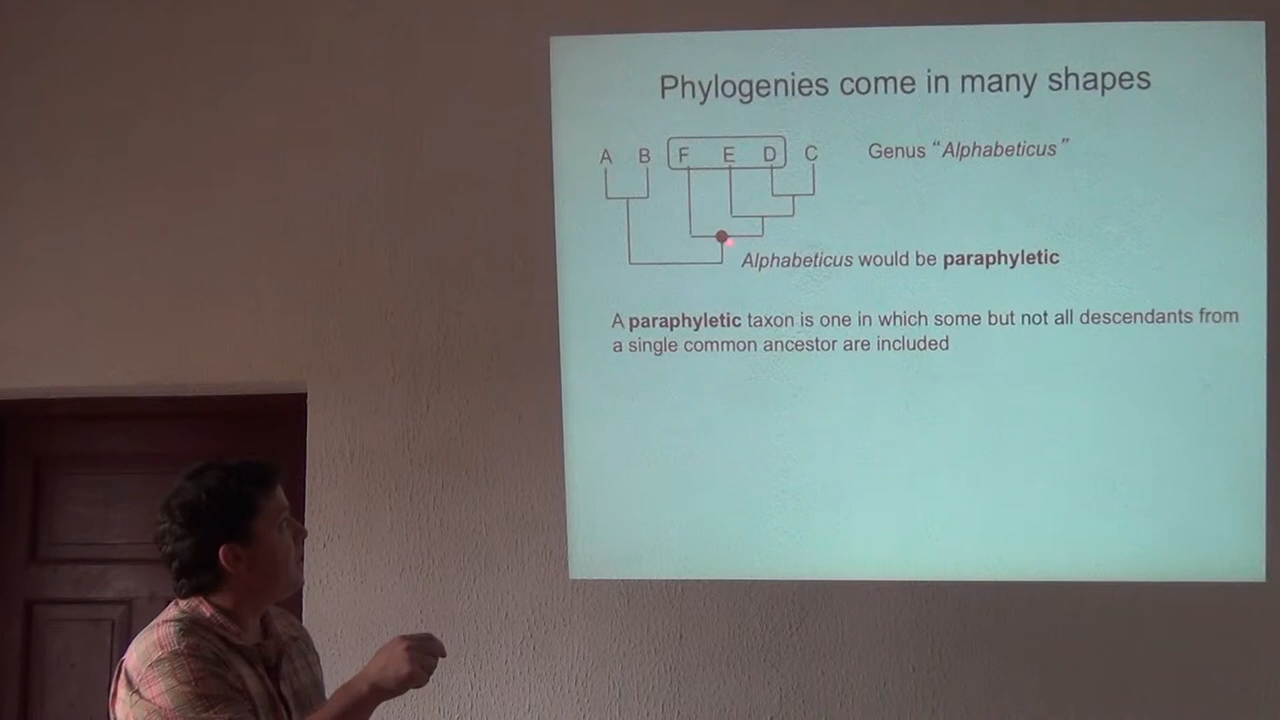 Phylogenies come in many shapes
A B F E D C
Genus “Alphabeticus”
Alphabeticus would be paraphyletic
A paraphyletic taxon is one in which some but not all descendants from
a single common ancestor are included